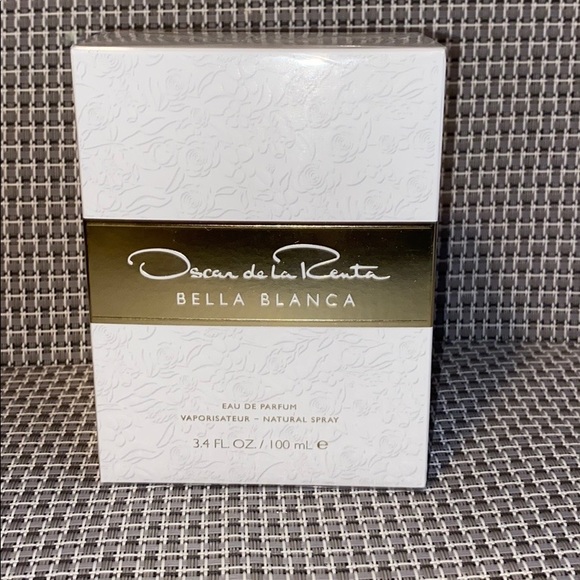 Oscar de la Renta
BELLA BLANCA
EAU DE PARFUM
VAPORISATEUR – NATURAL SPRAY
3.4 FL. OZ. / 100 mL ℮